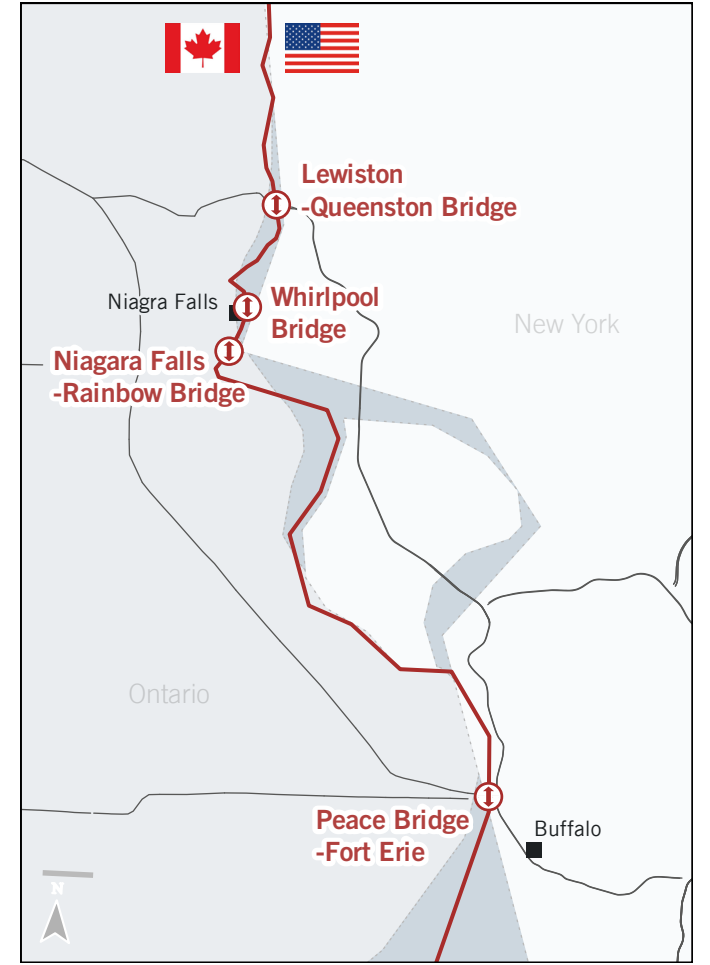 Lewiston
-Queenston Bridge
Niagra Falls
Whirlpool
Bridge
New York
Niagara Falls
-Rainbow Bridge
Ontario
Peace Bridge
-Fort Erie
Buffalo
N